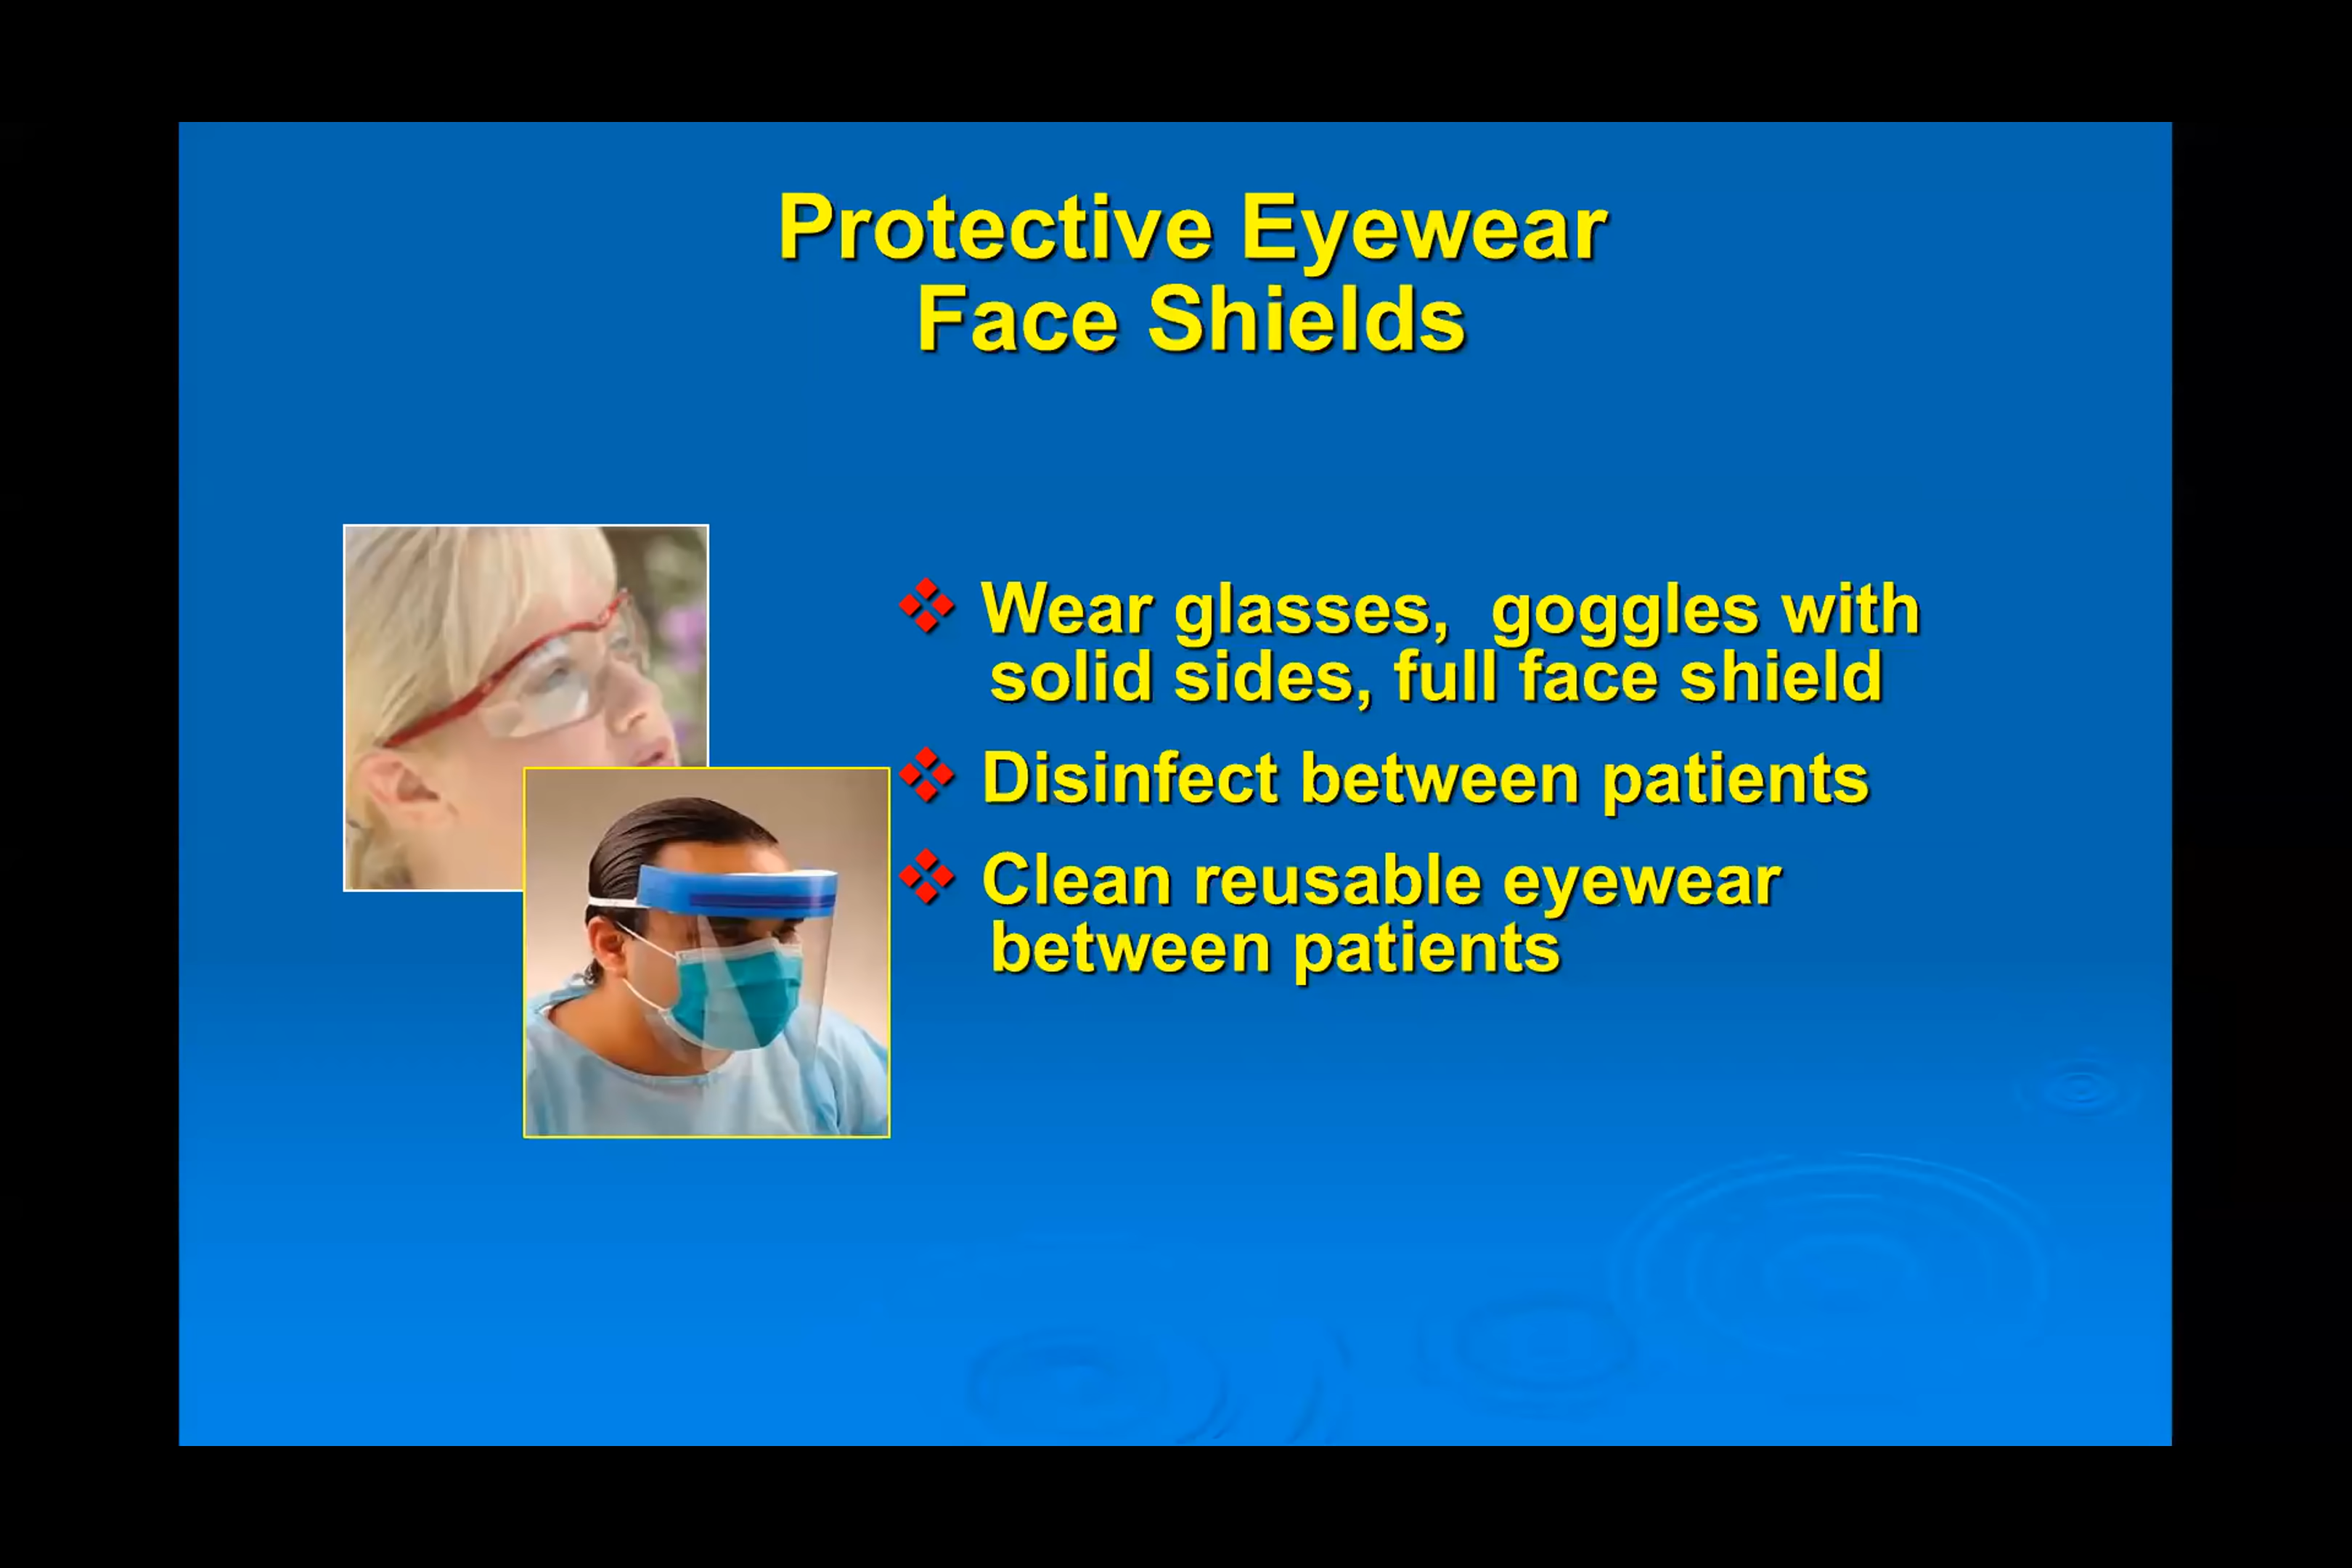 Protective Eyewear
Face Shields
Wear glasses,  goggles with
solid sides, full face shield
Disinfect between patients
Clean reusable eyewear
between patients